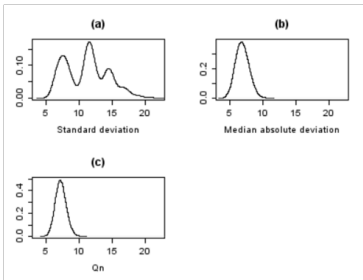 (a)
0.00 0.10
5 10 15 20
Standard deviation
(b)
0.0 0.2
5 10 15 20
Median absolute deviation
(c)
0.0 0.2 0.4
5 10 15 20
Qn